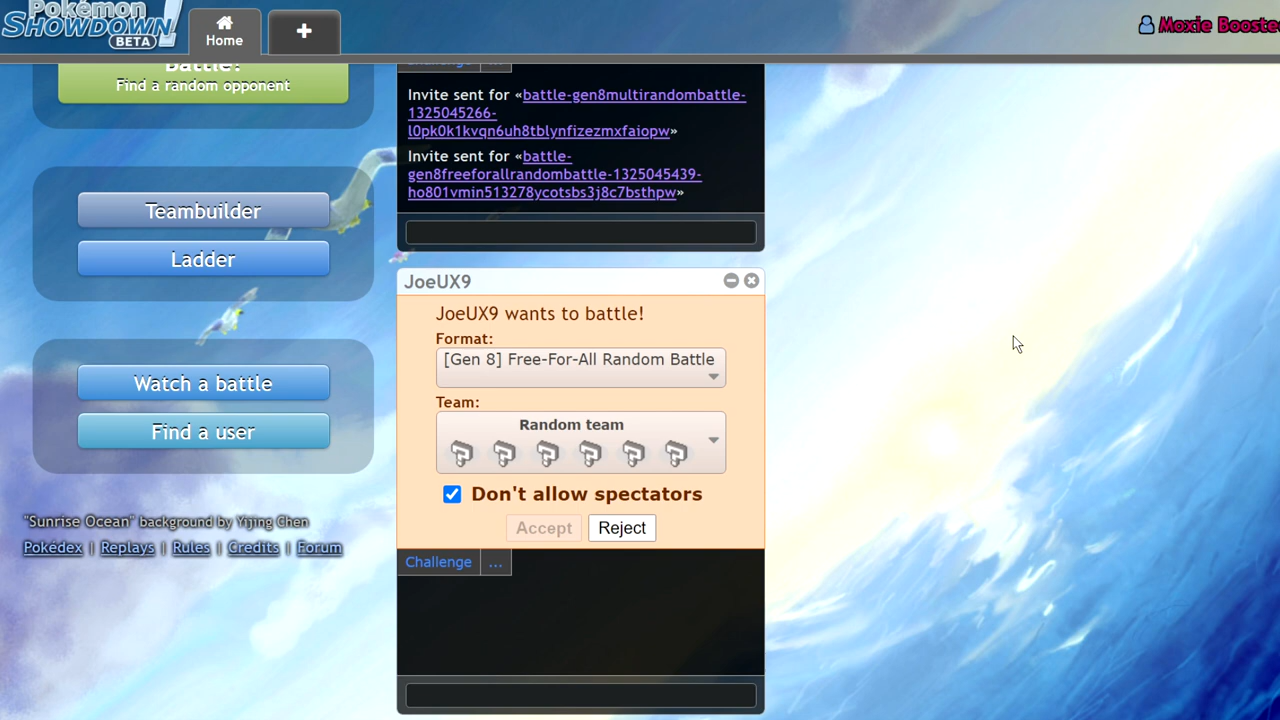 Pokémon
SHOWDOWN!
BETA
Home
Moxie Booste
Battle!
Find a random opponent
Teambuilder
Ladder
Watch a battle
Find a user
"Sunrise Ocean" background by Yijing Chen
Pokédex | Replays | Rules | Credits | Forum
Challenge ...
Invite sent for «battle-gen8multirandombattle-
1325045266-
l0pk0k1kvqn6uh8tblynfizezmxfaiopw»
Invite sent for «battle-
gen8freeforallrandombattle-1325045439-
ho801vmin513278ycotsbs3j8c7bsthpw»
JoeUX9
JoeUX9 wants to battle!
Format:
[Gen 8] Free-For-All Random Battle
Team:
Random team
Don't allow spectators
Accept Reject
Challenge ...